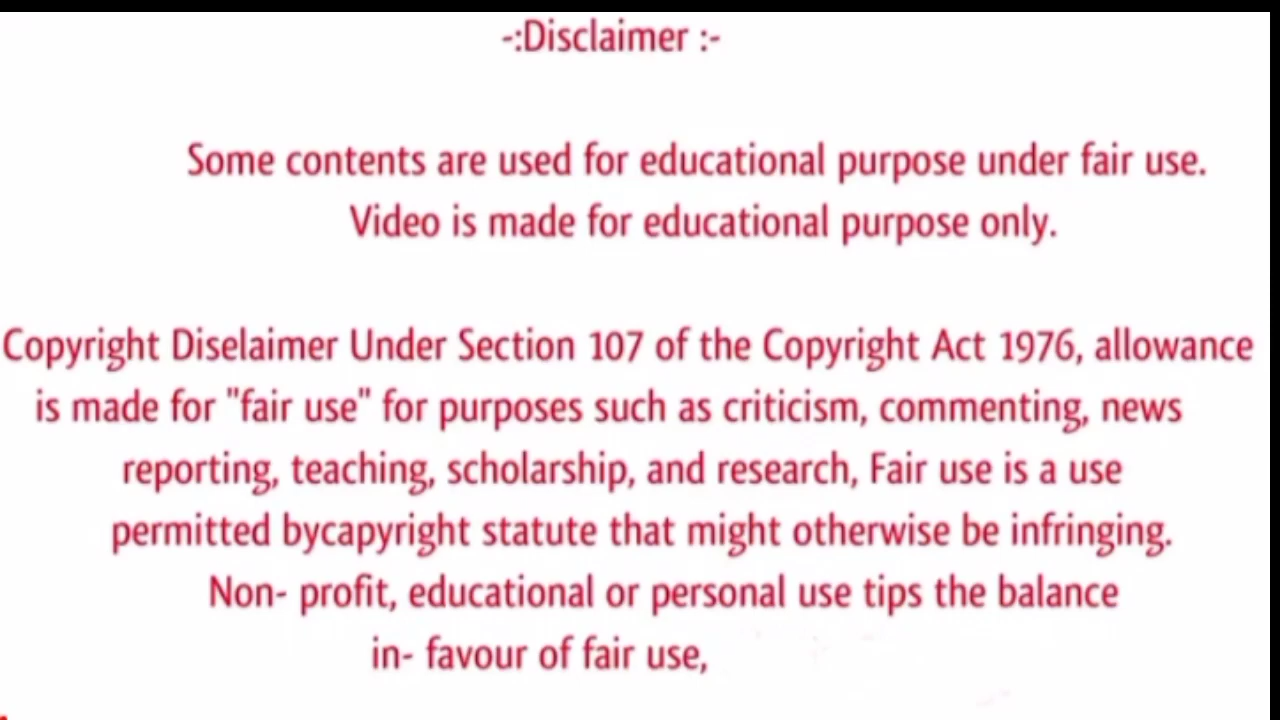 -:Disclaimer :-
Some contents are used for educational purpose under fair use.
Video is made for educational purpose only.
Copyright Diselaimer Under Section 107 of the Copyright Act 1976, allowance
is made for "fair use" for purposes such as criticism, commenting, news
reporting, teaching, scholarship, and research, Fair use is a use
permitted bycapyright statute that might otherwise be infringing.
Non- profit, educational or personal use tips the balance
in- favour of fair use,